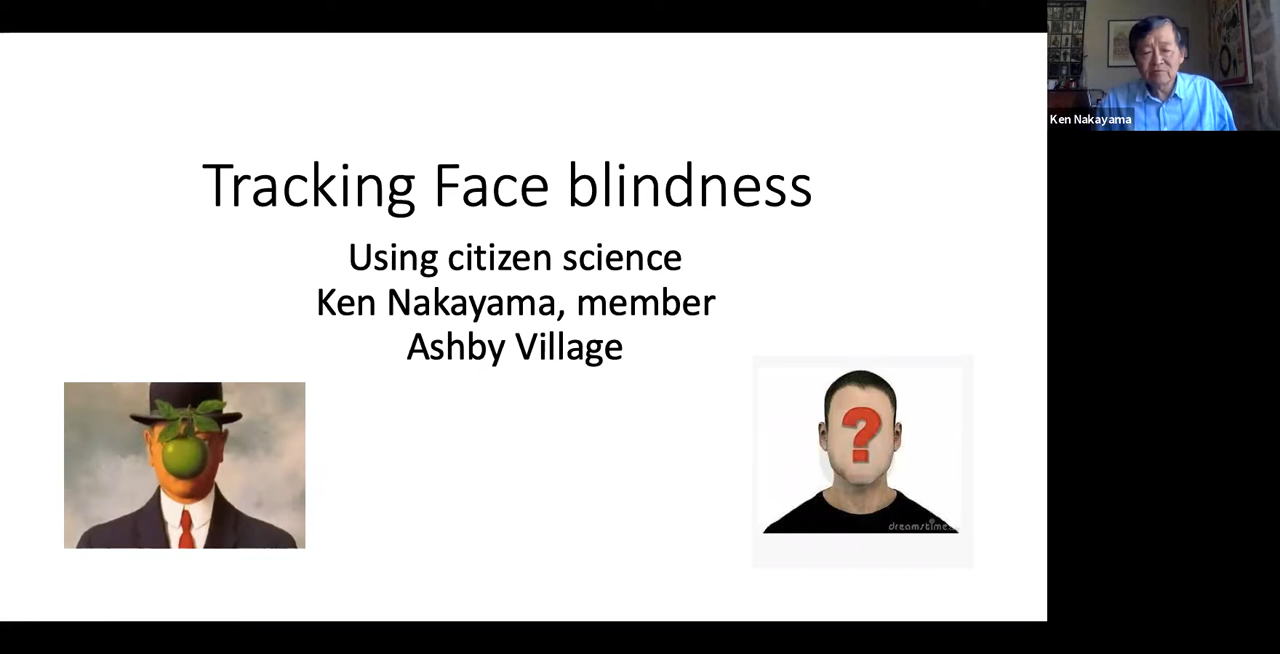 Tracking Face blindness
Using citizen science
Ken Nakayama, member
Ashby Village
?
dreamstime
Ken Nakayama